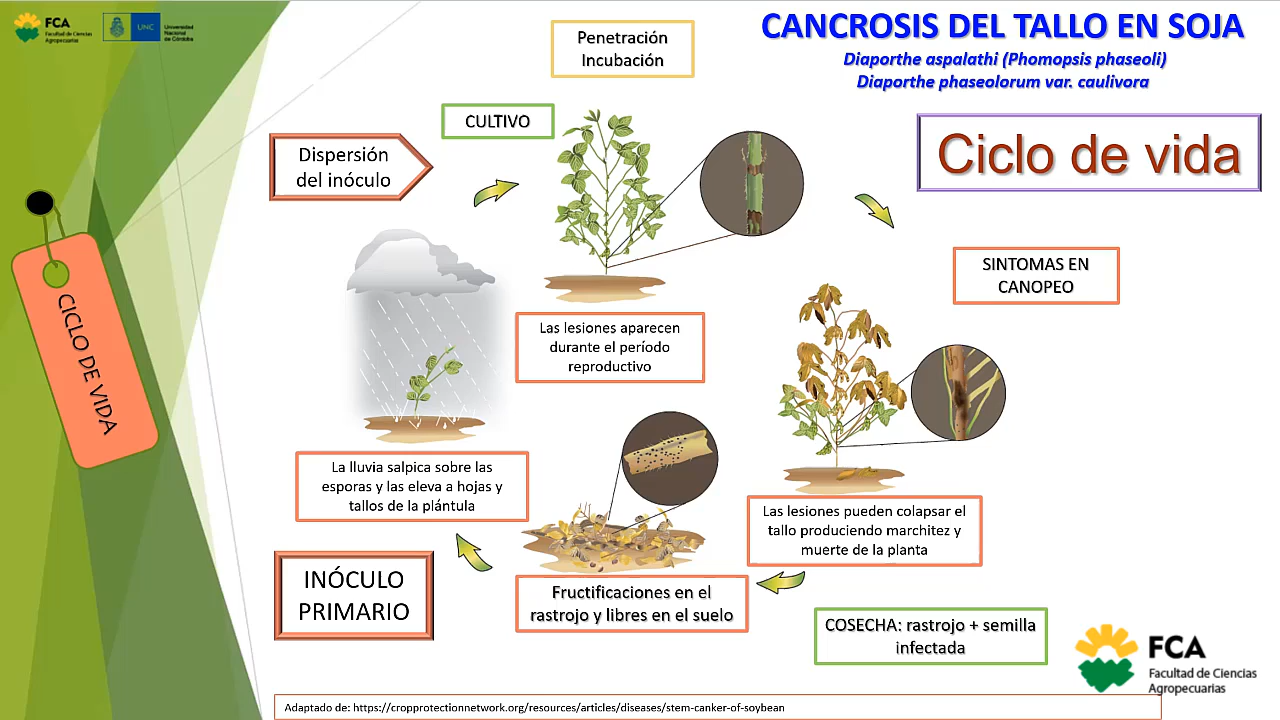 FCA
Facultad de Ciencias
Agropecuarias
UNC
Universidad
Nacional
de Córdoba
CANCROSIS DEL TALLO EN SOJA
Diaporthe aspalathi (Phomopsis phaseoli)
Diaporthe phaseolorum var. caulivora
Penetración
Incubación
CULTIVO
Dispersión
del inóculo
Ciclo de vida
SINTOMAS EN
CANOPEO
CICLO DE VIDA
Las lesiones aparecen
durante el período
reproductivo
La lluvia salpica sobre las
esporas y las eleva a hojas y
tallos de la plántula
Las lesiones pueden colapsar el
tallo produciendo marchitez y
muerte de la planta
INÓCULO
PRIMARIO
Fructificaciones en el
rastrojo y libres en el suelo
COSECHA: rastrojo + semilla
infectada
FCA
Facultad de Ciencias
Agropecuarias
Adaptado de: https://cropprotectionnetwork.org/resources/articles/diseases/stem-canker-of-soybean